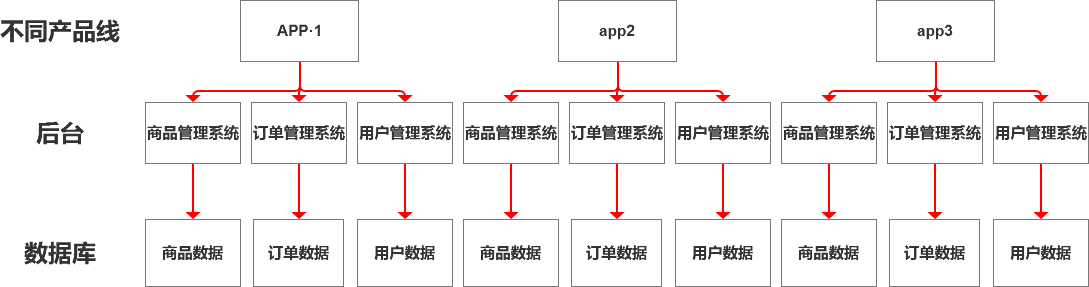 不同产品线
APP·1
app2
app3
后台
商品管理系统
订单管理系统
用户管理系统
商品管理系统
订单管理系统
用户管理系统
商品管理系统
订单管理系统
用户管理系统
数据库
商品数据
订单数据
用户数据
商品数据
订单数据
用户数据
商品数据
订单数据
用户数据